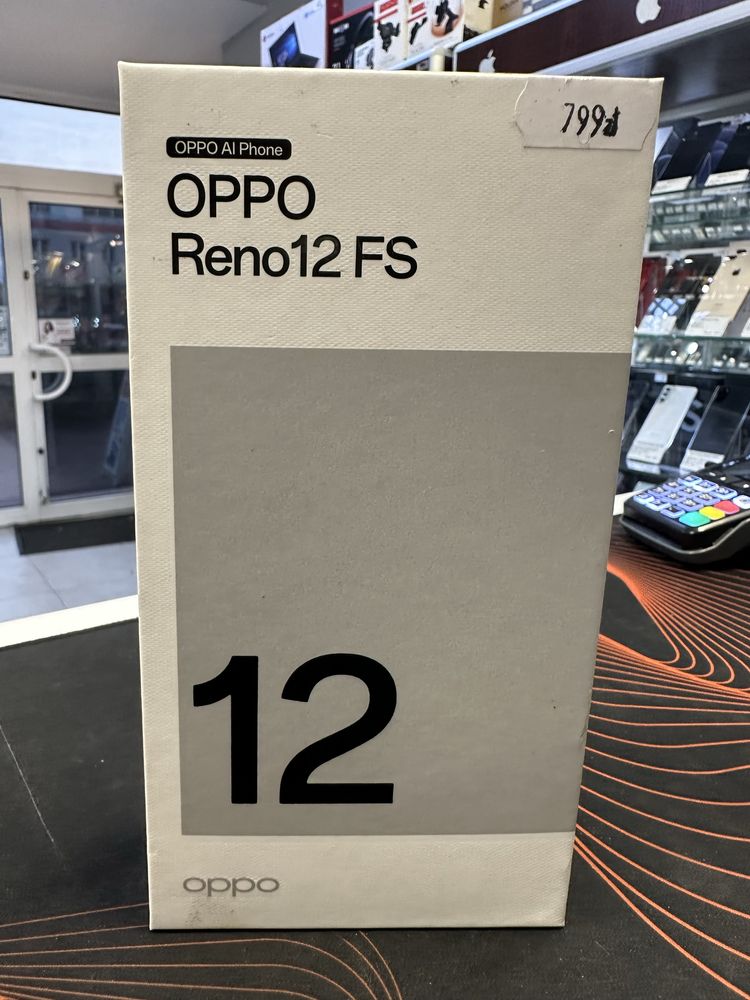 799zł
OPPO AI Phone
OPPO
Reno12 FS
12
oppo